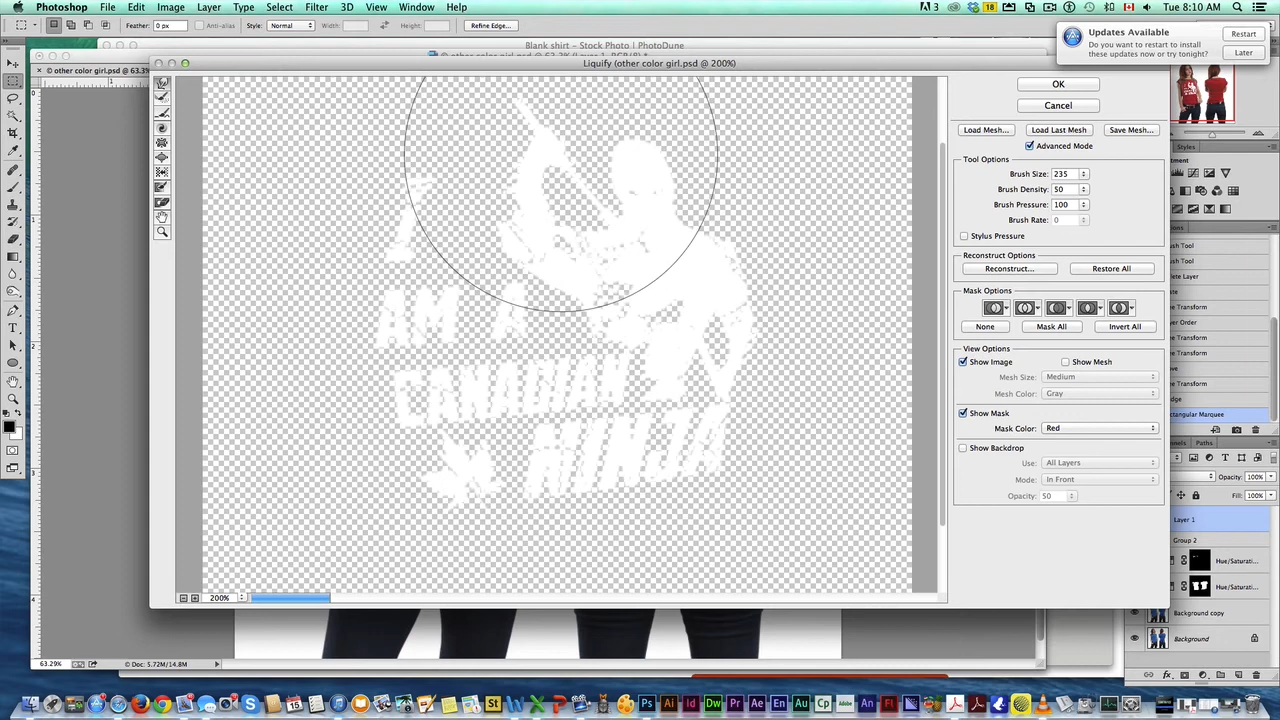 Photoshop File Edit Image Layer Type Select Filter 3D View Window Help
3 18 Tue 8:10 AM
Feather: 0 px Anti-alias Style: Normal Width: Height: Refine Edge...
Blank shirt – Stock Photo | PhotoDune
Updates Available
Do you want to restart to install
these updates now or try tonight?
Restart
Later
other color girl.psd @ 63.3%
Liquify (other color girl.psd @ 200%)
OK
Cancel
Load Mesh... Load Last Mesh Save Mesh...
Advanced Mode
Tool Options
Brush Size: 235
Brush Density: 50
Brush Pressure: 100
Brush Rate: 0
Stylus Pressure
Reconstruct Options
Reconstruct... Restore All
Mask Options
None Mask All Invert All
View Options
Show Image Show Mesh
Mesh Size: Medium
Mesh Color: Gray
Show Mask
Mask Color: Red
Show Backdrop
Use: All Layers
Mode: In Front
Opacity: 50
AM A
CANADIAN
NINJA
200%
Styles
Brush Tool
Brush Tool
Paths
Opacity: 100%
Fill: 100%
Layer 1
Group 2
Hue/Saturati...
Hue/Saturati...
Background copy
Background
63.29% Doc: 5.72M/14.8M